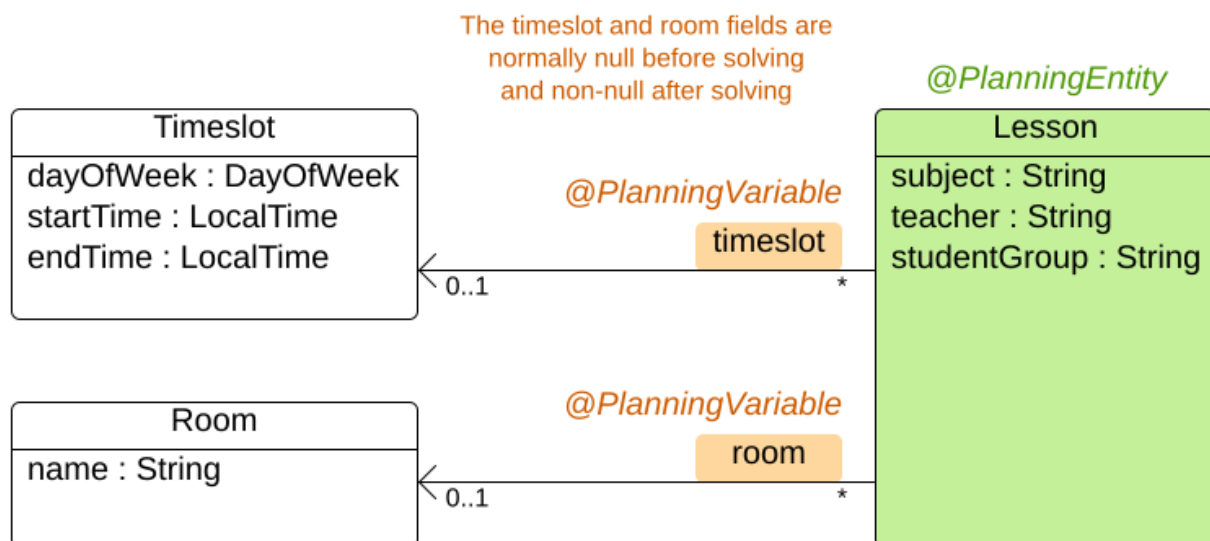 The timeslot and room fields are
normally null before solving
and non-null after solving
@PlanningEntity
Timeslot
dayOfWeek : DayOfWeek
startTime : LocalTime
endTime : LocalTime
@PlanningVariable
timeslot
0..1
*
Lesson
subject : String
teacher : String
studentGroup : String
Room
name : String
@PlanningVariable
room
0..1
*